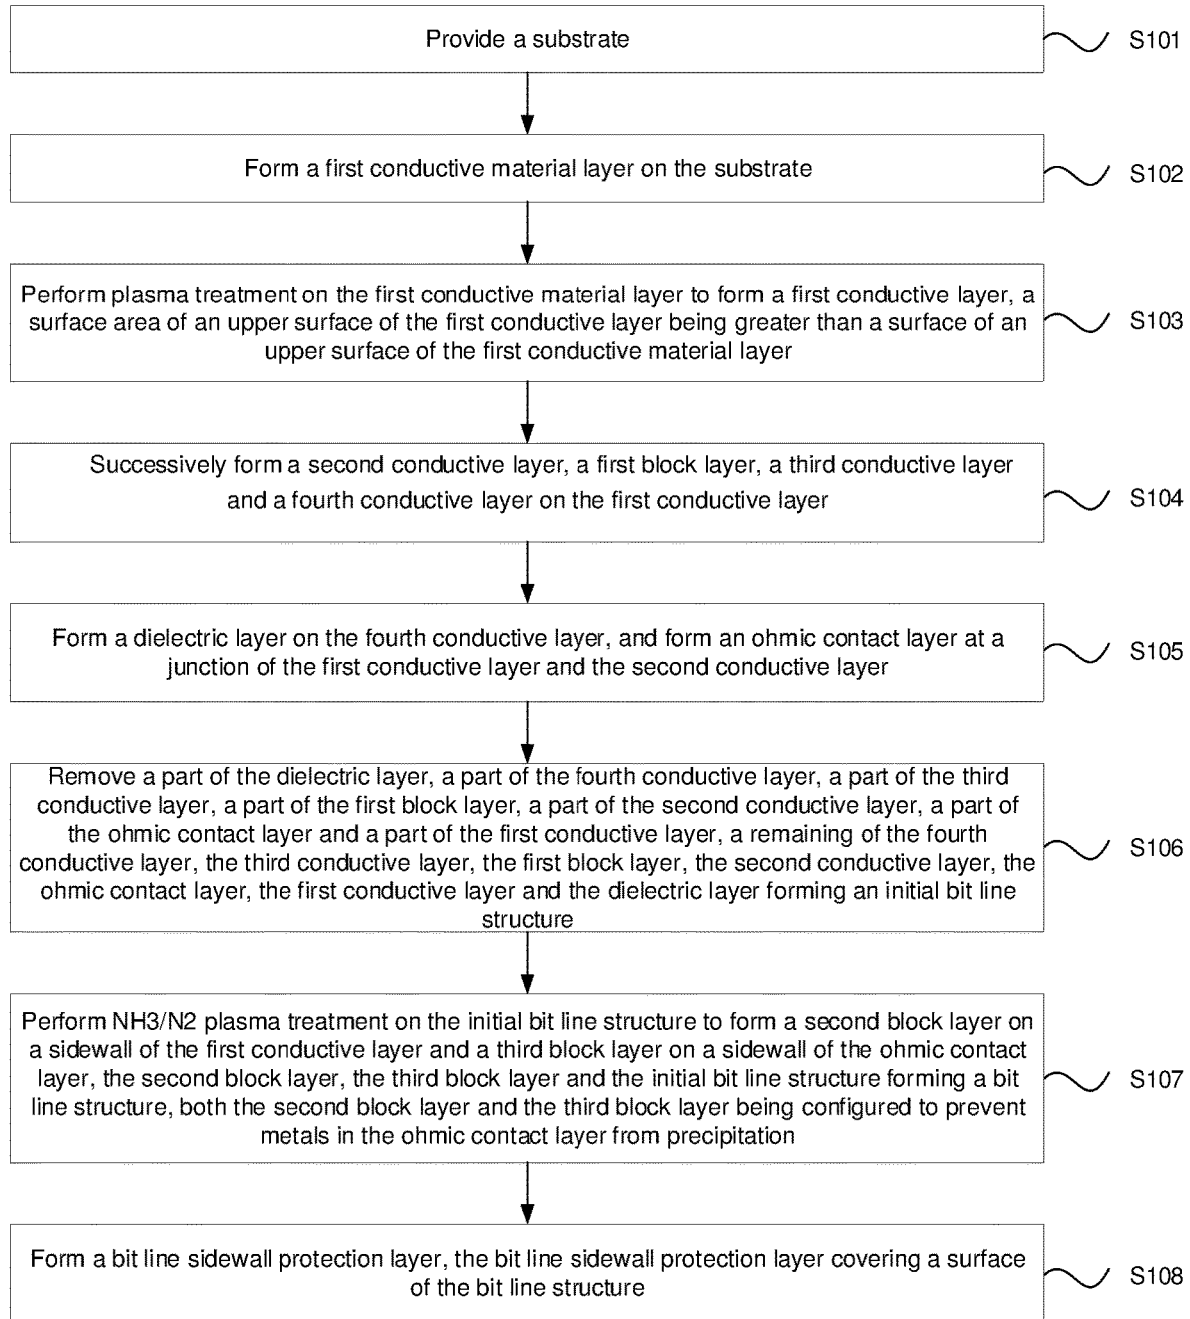 Provide a substrate
S101
Form a first conductive material layer on the substrate
S102
Perform plasma treatment on the first conductive material layer to form a first conductive layer, a
surface area of an upper surface of the first conductive layer being greater than a surface of an
upper surface of the first conductive material layer
S103
Successively form a second conductive layer, a first block layer, a third conductive layer
and a fourth conductive layer on the first conductive layer
S104
Form a dielectric layer on the fourth conductive layer, and form an ohmic contact layer at a
junction of the first conductive layer and the second conductive layer
S105
Remove a part of the dielectric layer, a part of the fourth conductive layer, a part of the third
conductive layer, a part of the first block layer, a part of the second conductive layer, a part of
the ohmic contact layer and a part of the first conductive layer, a remaining of the fourth
conductive layer, the third conductive layer, the first block layer, the second conductive layer, the
ohmic contact layer, the first conductive layer and the dielectric layer forming an initial bit line
structure
S106
Perform NH3/N2 plasma treatment on the initial bit line structure to form a second block layer on
a sidewall of the first conductive layer and a third block layer on a sidewall of the ohmic contact
layer, the second block layer, the third block layer and the initial bit line structure forming a bit
line structure, both the second block layer and the third block layer being configured to prevent
metals in the ohmic contact layer from precipitation
S107
Form a bit line sidewall protection layer, the bit line sidewall protection layer covering a surface
of the bit line structure
S108